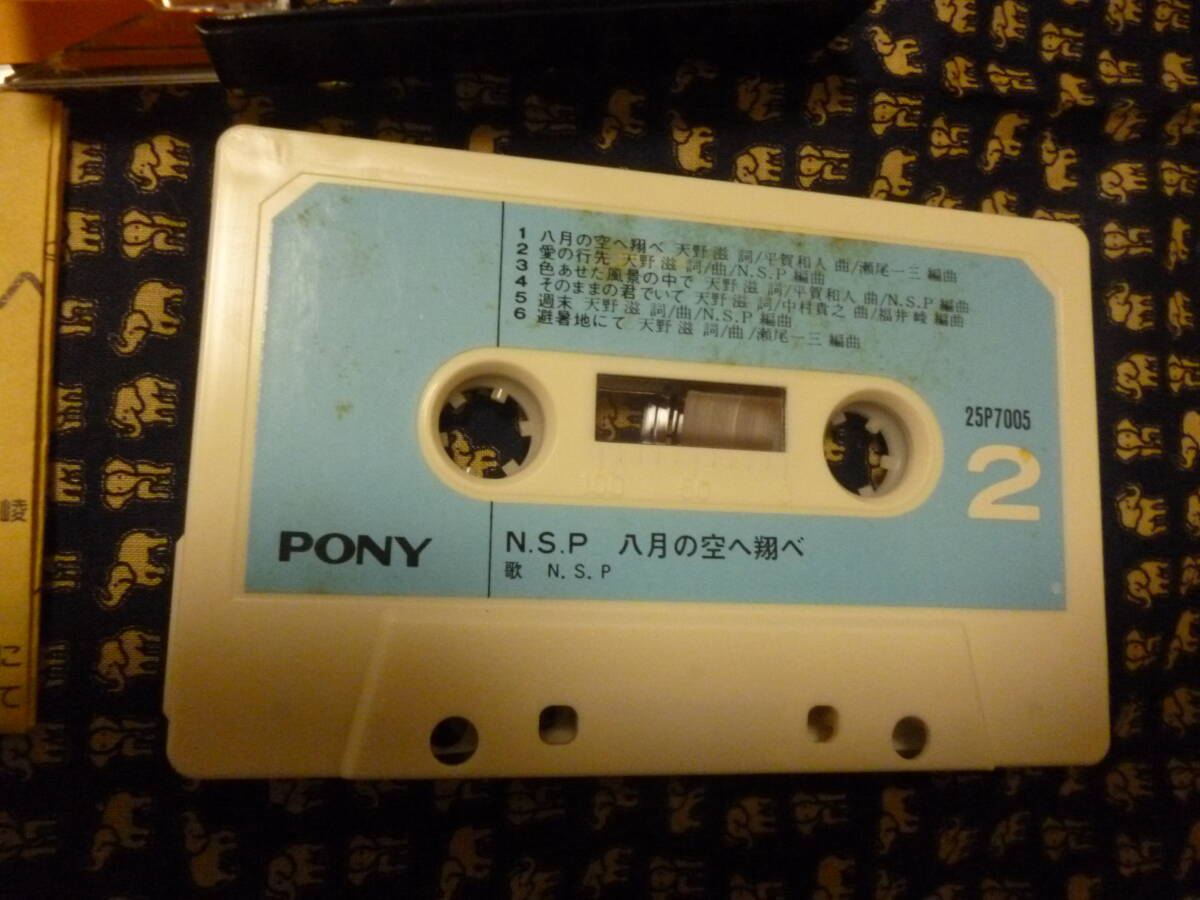 1 八月の空へ翔べ 天野滋 詞/平賀和人 曲/瀬尾一三 編曲
2 愛の行先 天野滋 詞/曲/N.S.P 編曲
3 色あせた風景の中で 天野滋 詞/平賀和人 曲/N.S.P 編曲
4 そのままの君でいて 天野滋 詞/中村貴之 曲/福井峻 編曲
5 週末 天野滋 詞/曲/N.S.P 編曲
6 避暑地にて 天野滋 詞/曲/瀬尾一三 編曲
25P7005
2
100 50
PONY
N.S.P 八月の空へ翔べ
歌 N.S.P
へ
崚
にて